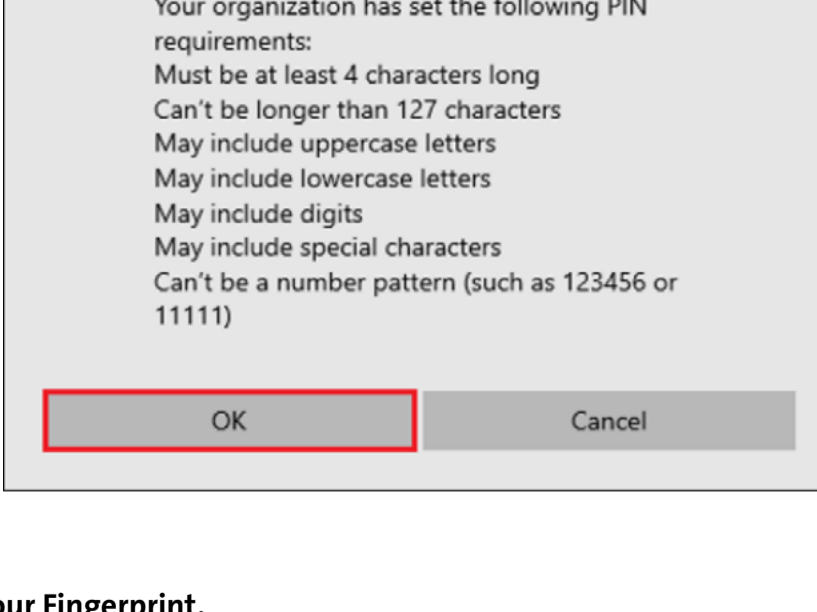 Your organization has set the following PIN
requirements:
Must be at least 4 characters long
Can't be longer than 127 characters
May include uppercase letters
May include lowercase letters
May include digits
May include special characters
Can't be a number pattern (such as 123456 or
11111)
OK
Cancel
our Fingerprint.